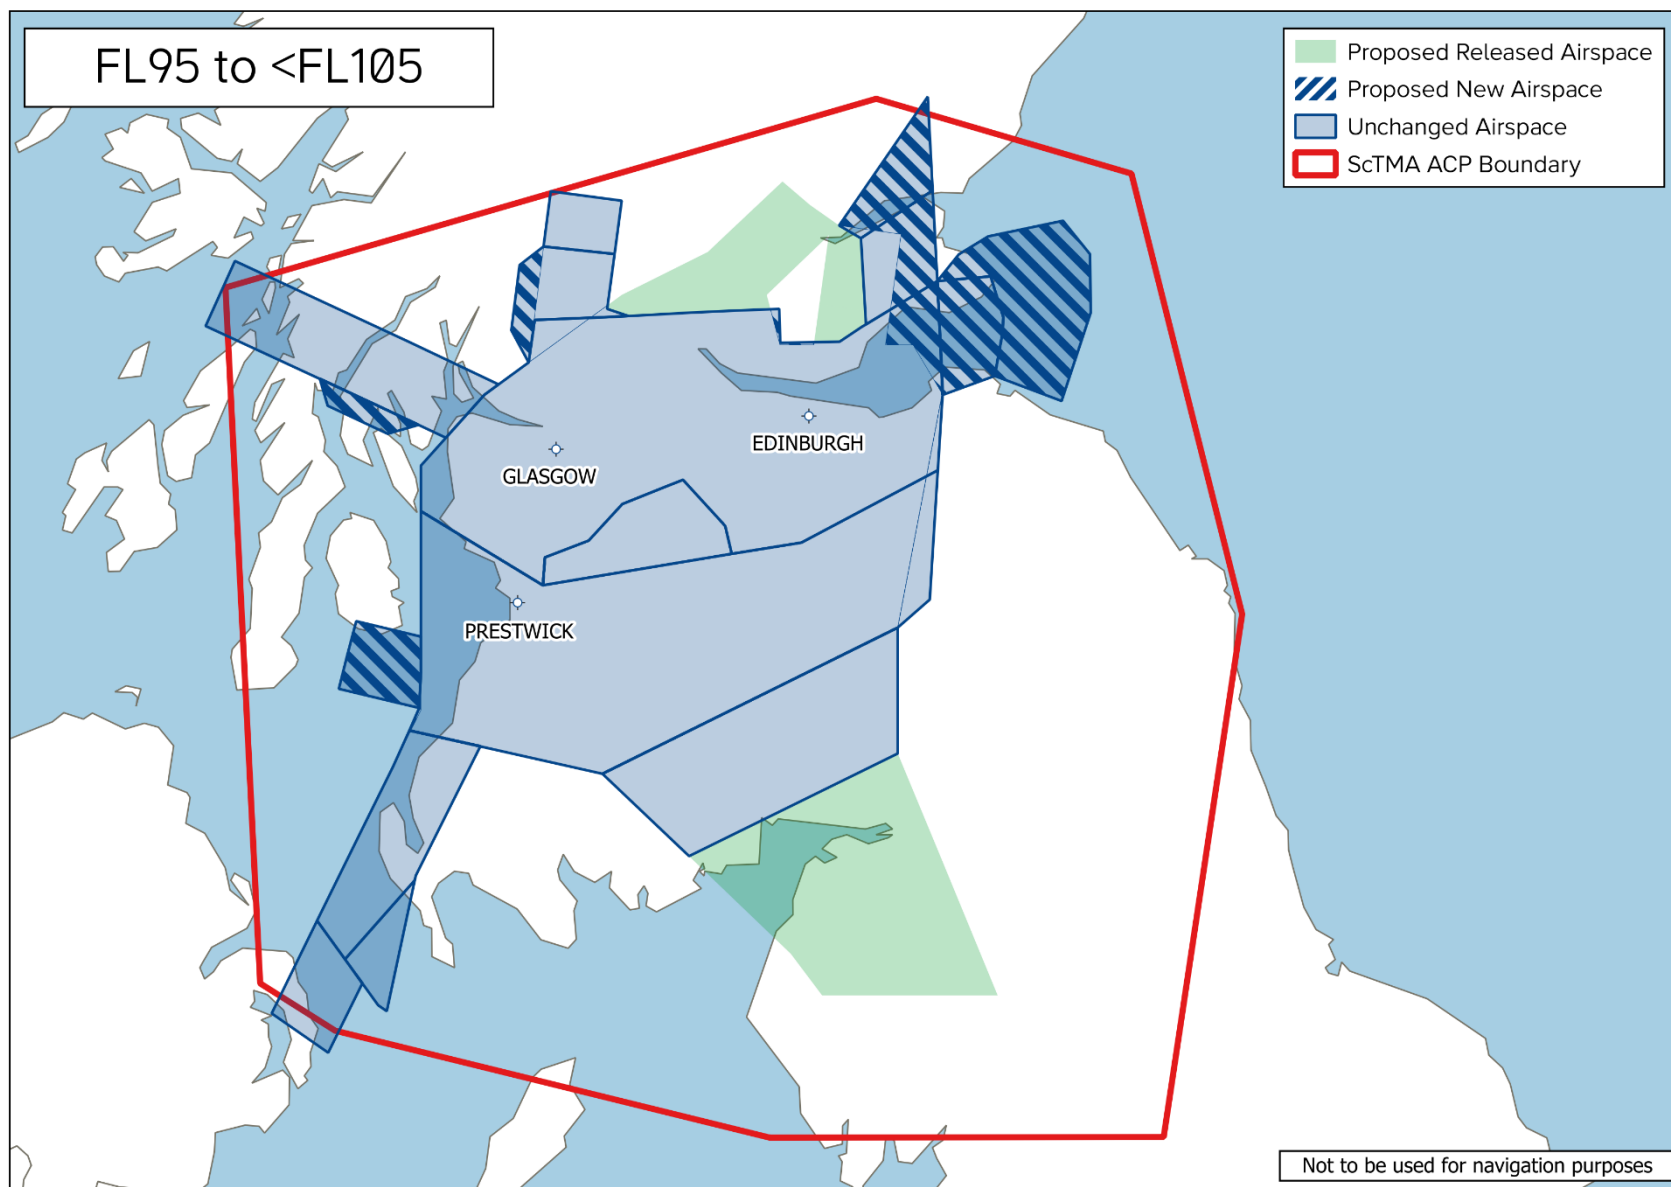 FL95 to <FL105
Proposed Released Airspace
Proposed New Airspace
Unchanged Airspace
ScTMA ACP Boundary
EDINBURGH
GLASGOW
PRESTWICK
Not to be used for navigation purposes